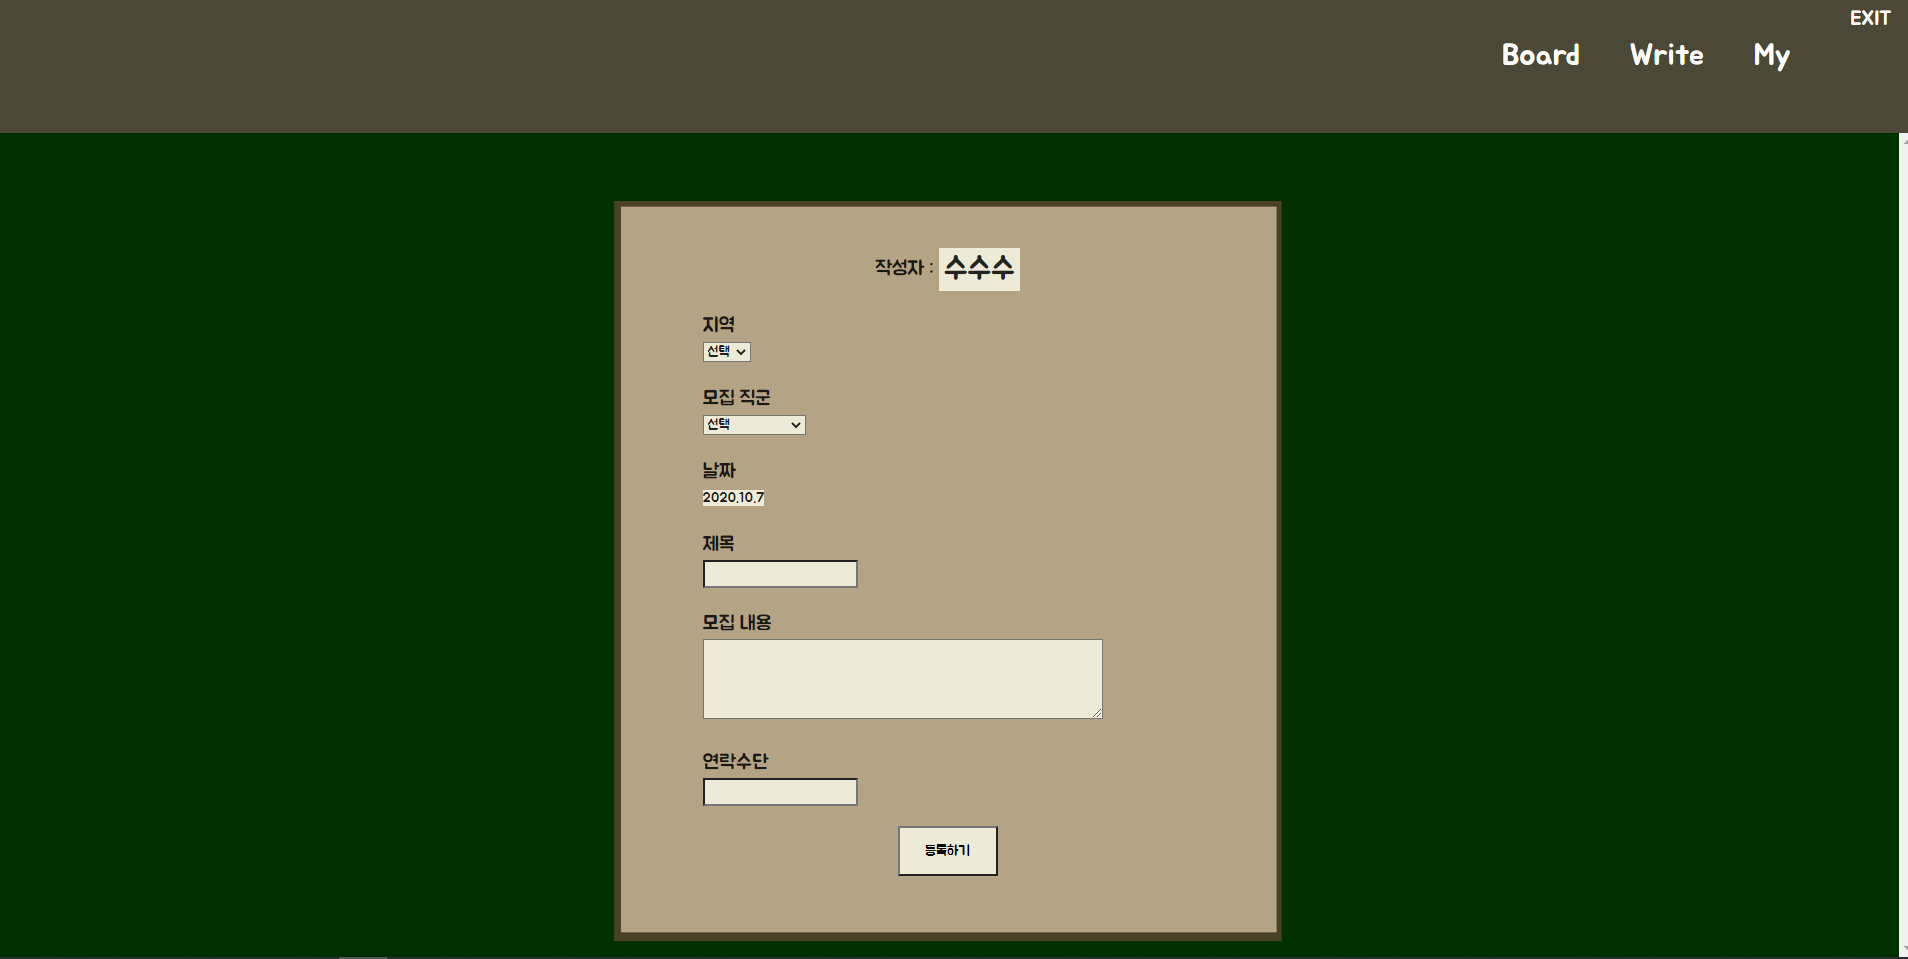 EXIT
Board Write My
작성자 : 수수수
지역
선택
모집 직군
선택
날짜
2020.10.7
제목
모집 내용
연락수단
등록하기